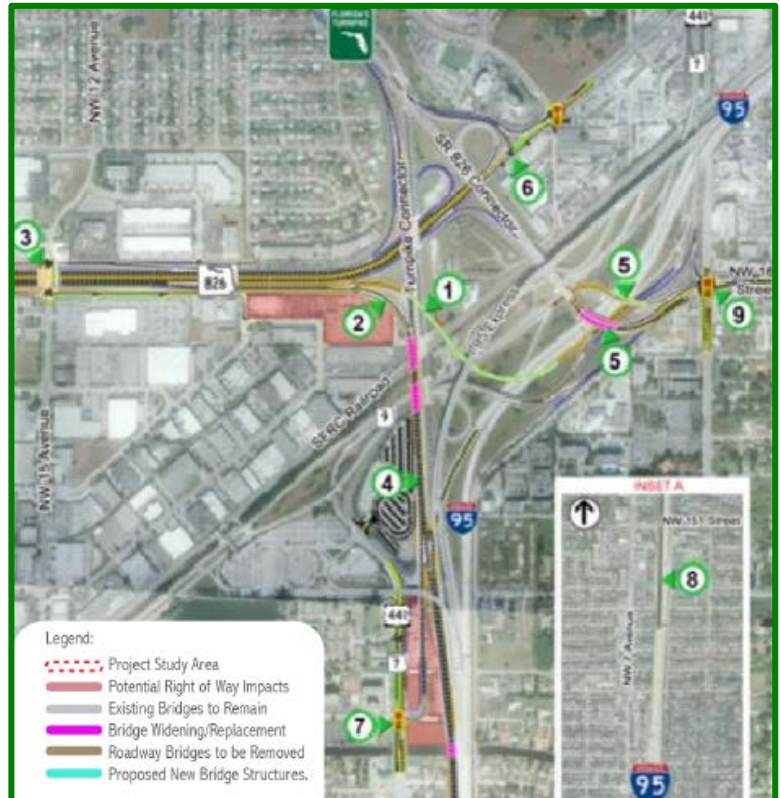 FLORIDA'S
TURNPIKE
NW 12 Avenue
441
7
95
Turnpike Connector
SR 826 Connector
6
3
826
5
NW 16
Street
1
2
9
I95 Express
5
SFRC Railroad
9
NW 15 Avenue
4
95
INSET A
NW 151 Street
8
NW 7 Avenue
441
7
7
95
Legend:
Project Study Area
Potential Right of Way Impacts
Existing Bridges to Remain
Bridge Widening/Replacement
Roadway Bridges to be Removed
Proposed New Bridge Structures.